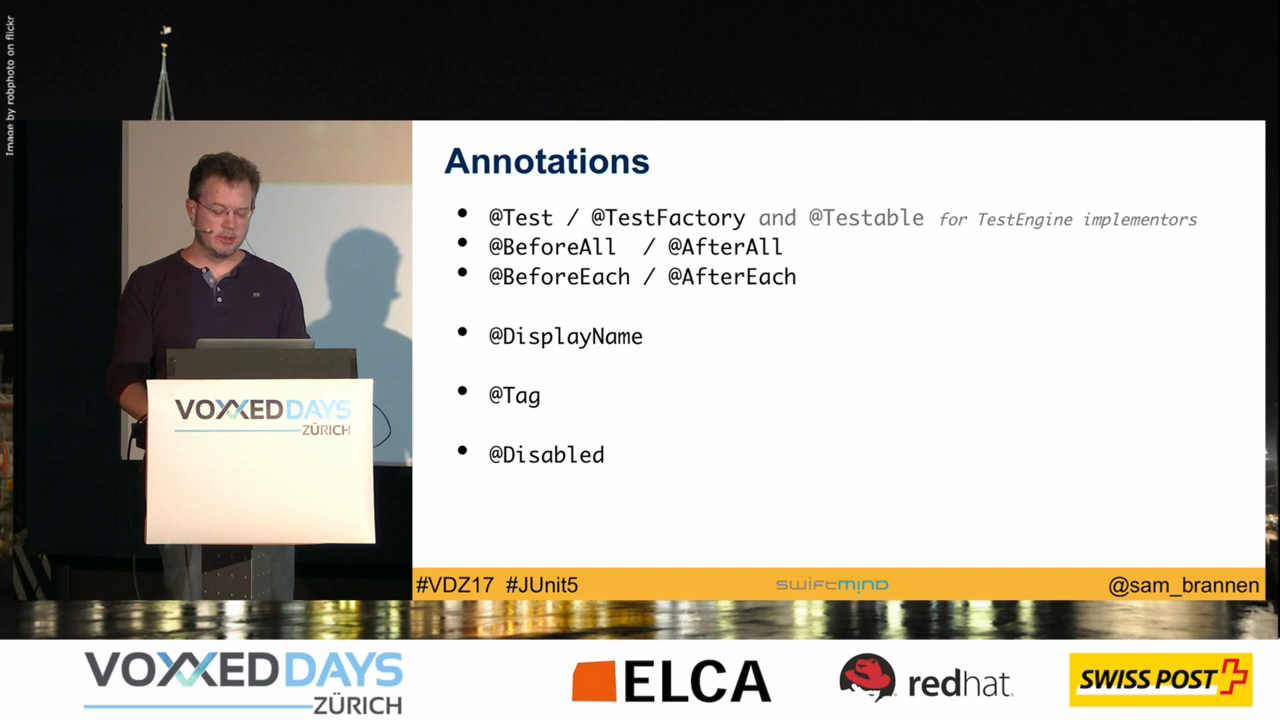 Image by robphoto on flickr
Annotations
• @Test / @TestFactory and @Testable for TestEngine implementors
• @BeforeAll / @AfterAll
• @BeforeEach / @AfterEach
• @DisplayName
• @Tag
• @Disabled
VOXXED DAYS
ZÜRICH
#VDZ17 #JUnit5
swiftmind
@sam_brannen
VOXXED DAYS
ZÜRICH
ELCA
redhat.
SWISS POST